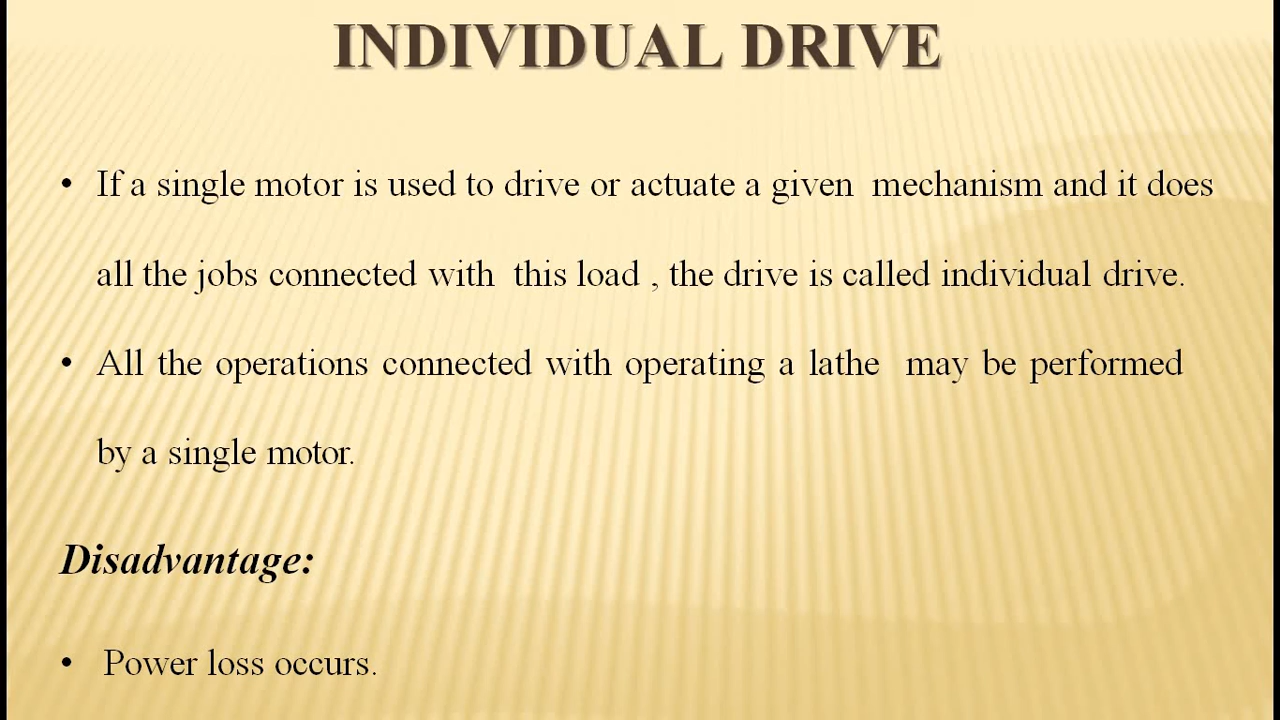 INDIVIDUAL DRIVE
• If a single motor is used to drive or actuate a given mechanism and it does
all the jobs connected with this load , the drive is called individual drive.
• All the operations connected with operating a lathe may be performed
by a single motor.
Disadvantage:
• Power loss occurs.